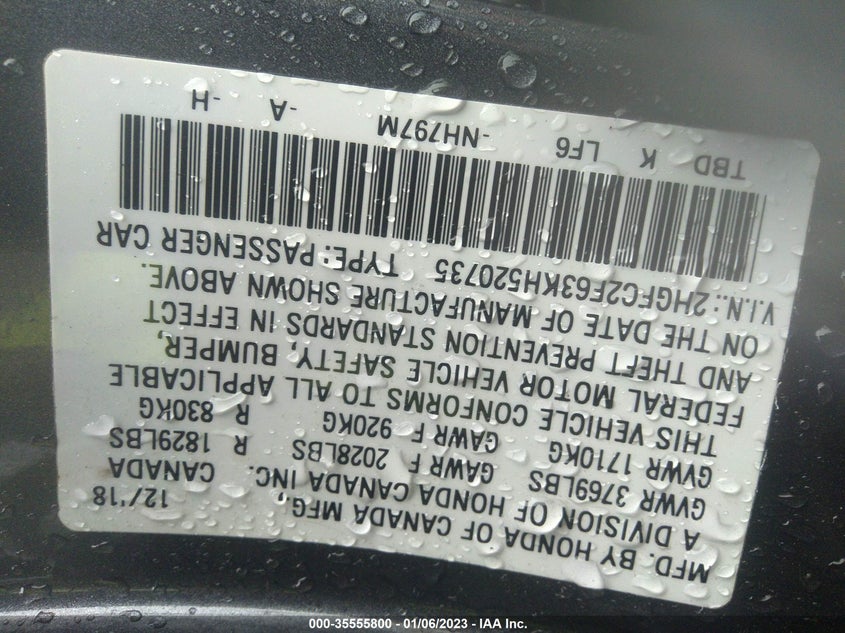 MFD. BY HONDA OF CANADA MFG, 12/'18
A DIVISION OF HONDA CANADA INC. CANADA
GVWR 3769LBS GAWR F 2028LBS R 1829LBS
GVWR 1710KG GAWR F 920KG R 830KG
THIS VEHICLE CONFORMS TO ALL APPLICABLE
FEDERAL MOTOR VEHICLE SAFETY, BUMPER,
AND THEFT PREVENTION STANDARDS IN EFFECT
ON THE DATE OF MANUFACTURE SHOWN ABOVE.
V.I.N.: 2HGFC2F63KH520735 TYPE: PASSENGER CAR
TBD K LF6 -NH797M -A -H
000-35555800 - 01/06/2023 - IAA Inc.